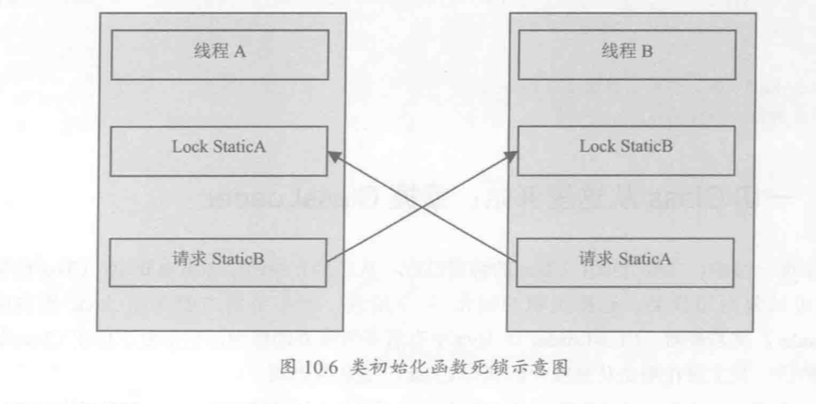 线程 A
线程 B
Lock StaticA
Lock StaticB
请求 StaticB
请求 StaticA
图 10.6 类初始化函数死锁示意图